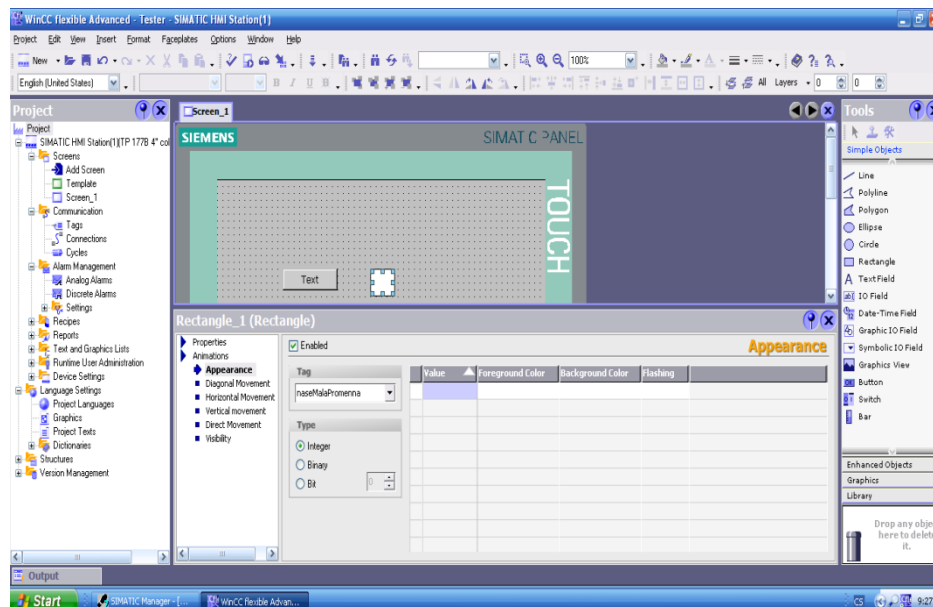 WinCC flexible Advanced - Tester - SIMATIC HMI Station(1)
Project Edit View Insert Format Faceplates Options Window Help
New 100%
English (United States) B I U All Layers 0 0
Project
Project
SIMATIC HMI Station(1)(TP 177B 4" col
Screens
Add Screen
Template
Screen_1
Communication
Tags
Connections
Cycles
Alarm Management
Analog Alarms
Discrete Alarms
Settings
Recipes
Reports
Text and Graphics Lists
Runtime User Administration
Device Settings
Language Settings
Project Languages
Graphics
Project Texts
Dictionaries
Structures
Version Management
Screen_1
SIEMENS
SIMATIC PANEL
TOUCH
Text
Rectangle_1 (Rectangle)
Properties
Animations
Appearance
Diagonal Movement
Horizontal Movement
Vertical movement
Direct Movement
Visibility
Enabled
Appearance
Tag
naseMalaPromenna
Type
Integer
Binary
Bit 0
Value Foreground Color Background Color Flashing
Tools
Simple Objects
Line
Polyline
Polygon
Ellipse
Circle
Rectangle
A TextField
IO Field
Date-Time Field
Graphic IO Field
Symbolic IO Field
Graphics View
Button
Switch
Bar
Enhanced Objects
Graphics
Library
Drop any obje
here to delet
it.
Output
Start SIMATIC Manager - [... WinCC flexible Advan... CS 9:27